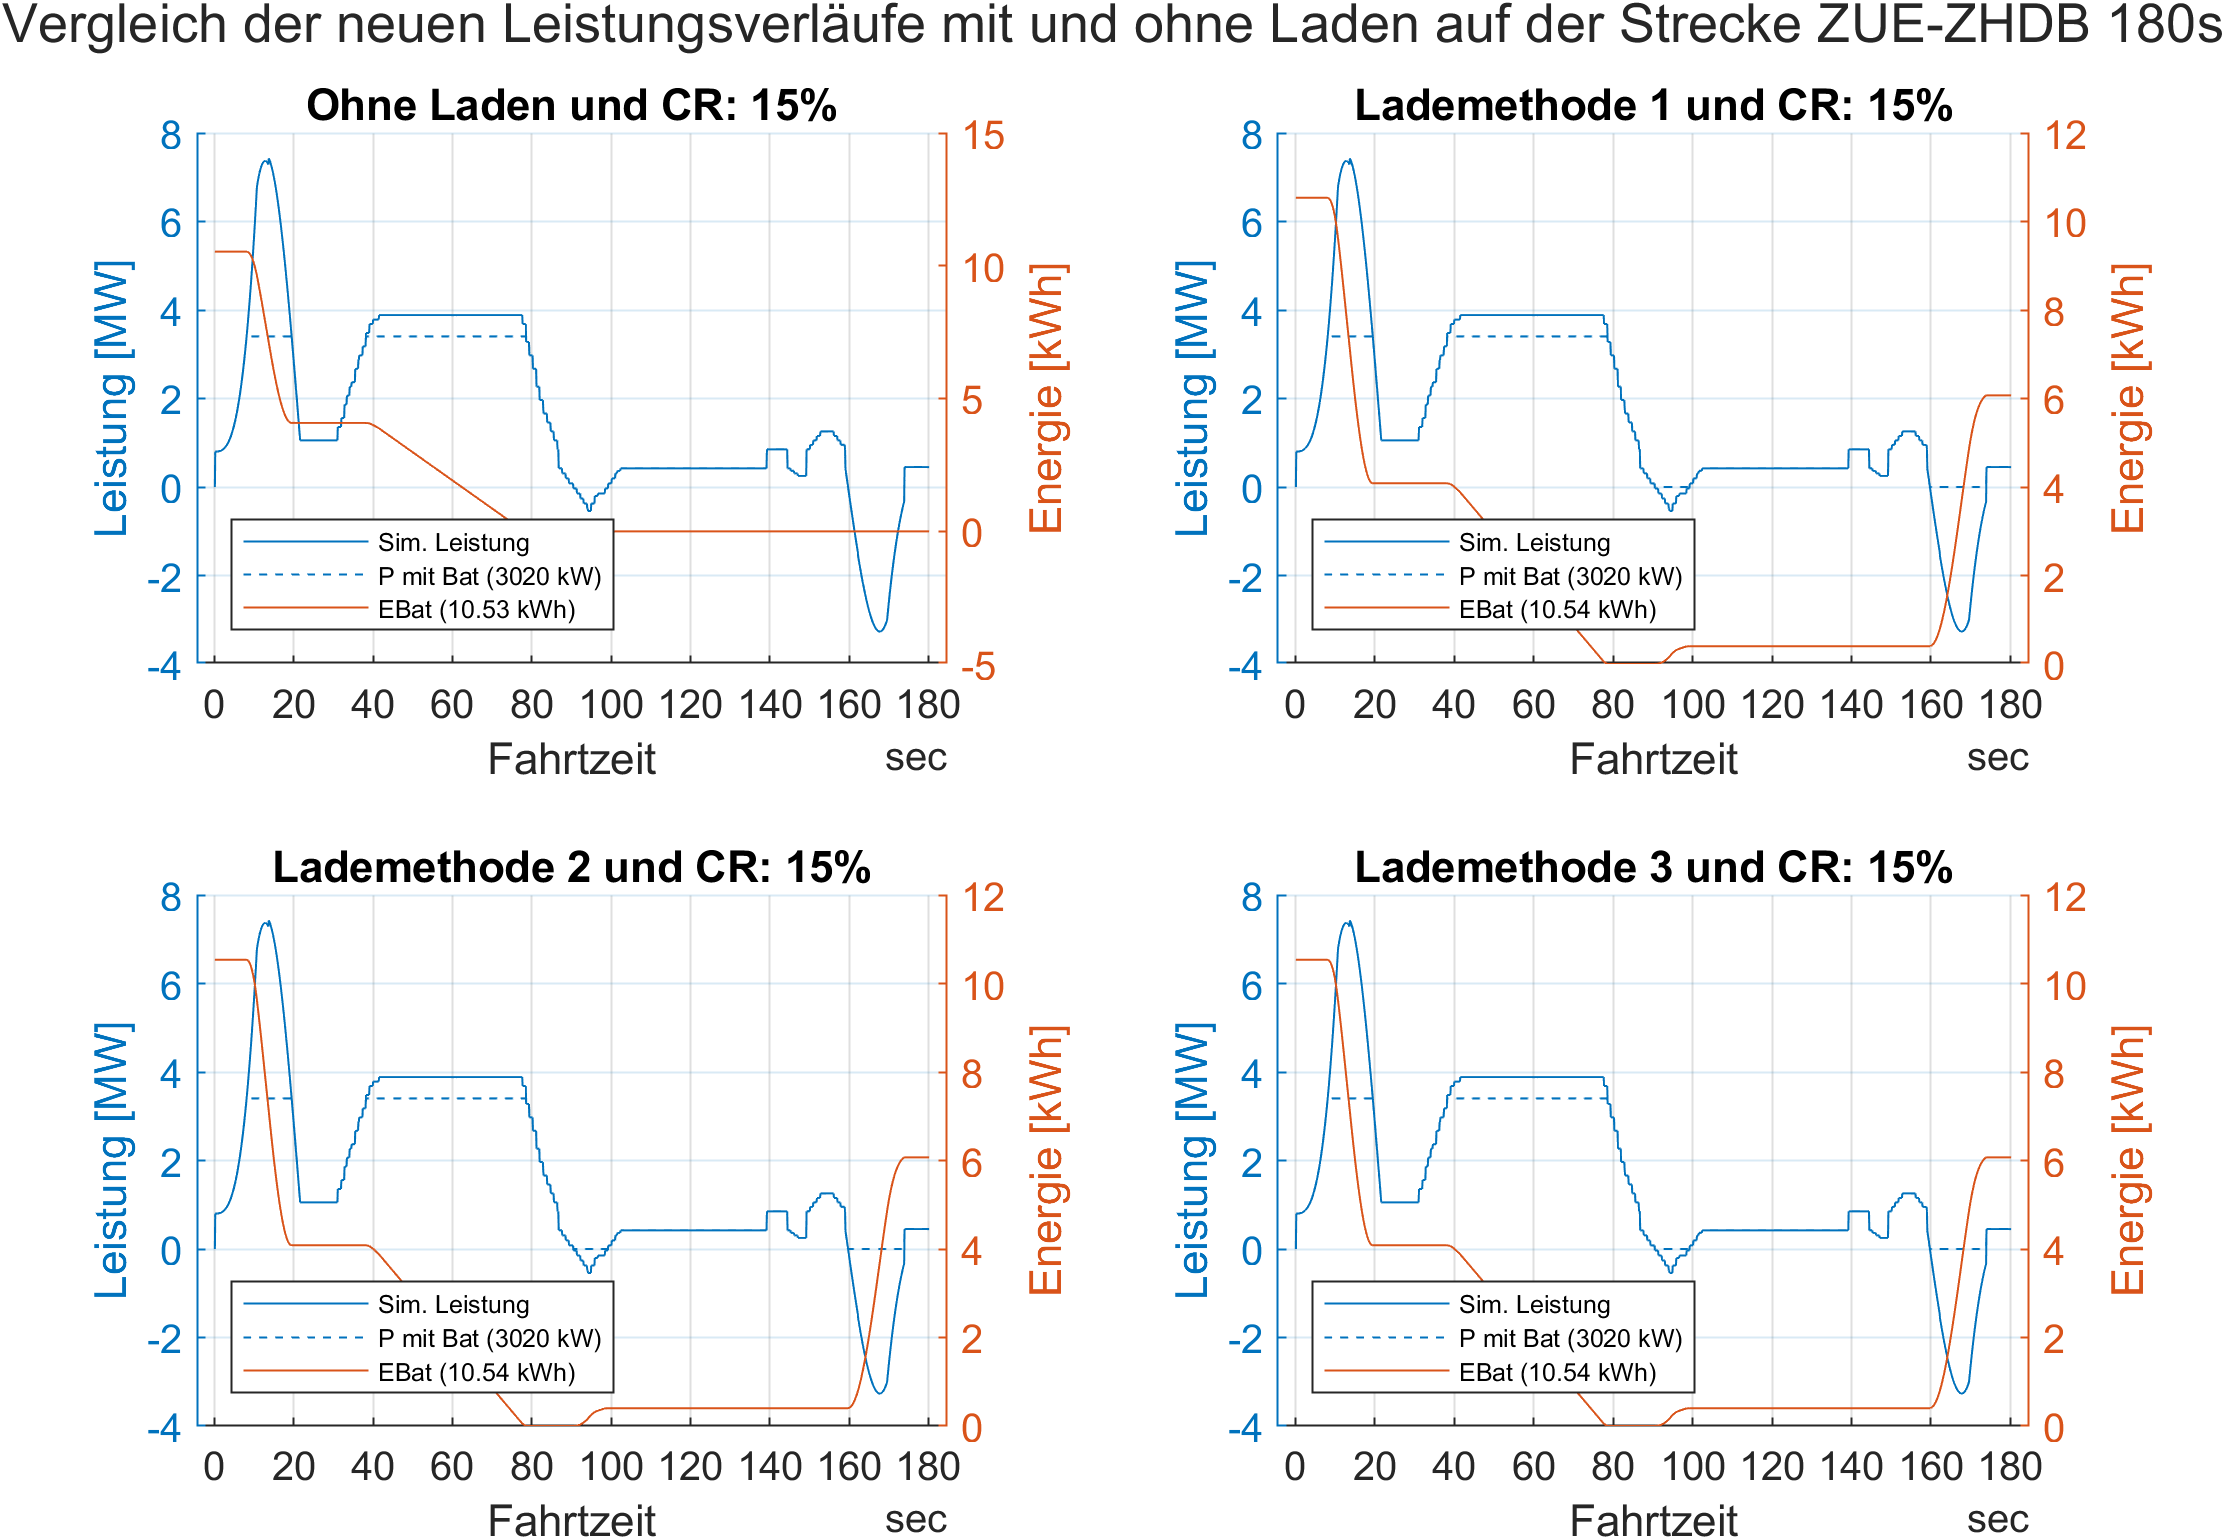 Vergleich der neuen Leistungsverläufe mit und ohne Laden auf der Strecke ZUE-ZHDB 180s
Ohne Laden und CR: 15%
8
6
4
2
0
-2
-4
Leistung [MW]
15
10
5
0
-5
Energie [kWh]
Sim. Leistung
P mit Bat (3020 kW)
EBat (10.53 kWh)
0 20 40 60 80 100 120 140 160 180
Fahrtzeit sec
Lademethode 1 und CR: 15%
8
6
4
2
0
-2
-4
Leistung [MW]
12
10
8
6
4
2
0
Energie [kWh]
Sim. Leistung
P mit Bat (3020 kW)
EBat (10.54 kWh)
0 20 40 60 80 100 120 140 160 180
Fahrtzeit sec
Lademethode 2 und CR: 15%
8
6
4
2
0
-2
-4
Leistung [MW]
12
10
8
6
4
2
0
Energie [kWh]
Sim. Leistung
P mit Bat (3020 kW)
EBat (10.54 kWh)
0 20 40 60 80 100 120 140 160 180
Fahrtzeit sec
Lademethode 3 und CR: 15%
8
6
4
2
0
-2
-4
Leistung [MW]
12
10
8
6
4
2
0
Energie [kWh]
Sim. Leistung
P mit Bat (3020 kW)
EBat (10.54 kWh)
0 20 40 60 80 100 120 140 160 180
Fahrtzeit sec